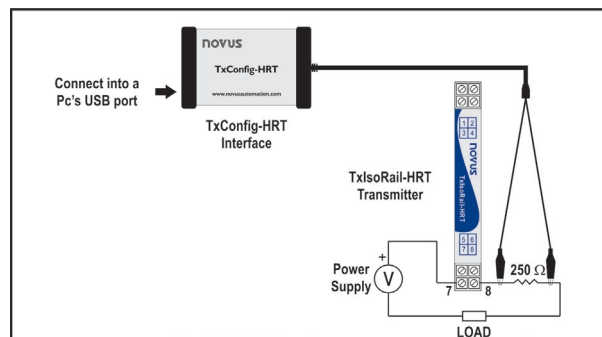 novus
TxConfig-HRT
www.novusautomation.com
Connect into a
Pc's USB port
TxConfig-HRT
Interface
1 2
3 4
novus
TxIsoRail-HRT
TxIsoRail-HRT
Transmitter
5 6
7 8
+
Power
Supply
V
7
8
250 Ω
LOAD